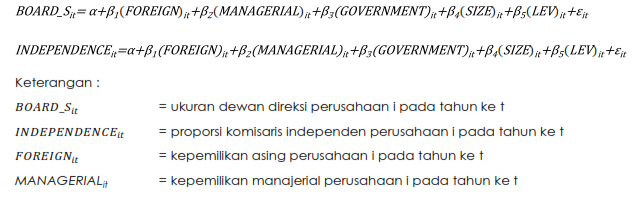 BOARD_Sᵢₜ= α+β₁(FOREIGN)ᵢₜ+β₂(MANAGERIAL)ᵢₜ+β₃(GOVERNMENT)ᵢₜ+β₄(SIZE)ᵢₜ+β₅(LEV)ᵢₜ+εᵢₜ
INDEPENDENCEᵢₜ=α+β₁(FOREIGN)ᵢₜ+β₂(MANAGERIAL)ᵢₜ+β₃(GOVERNMENT)ᵢₜ+β₄(SIZE)ᵢₜ+β₅(LEV)ᵢₜ+εᵢₜ
Keterangan :
BOARD_Sᵢₜ = ukuran dewan direksi perusahaan i pada tahun ke t
INDEPENDENCEᵢₜ = proporsi komisaris independen perusahaan i pada tahun ke t
FOREIGNᵢₜ = kepemilikan asing perusahaan i pada tahun ke t
MANAGERIALᵢₜ = kepemilikan manajerial perusahaan i pada tahun ke t